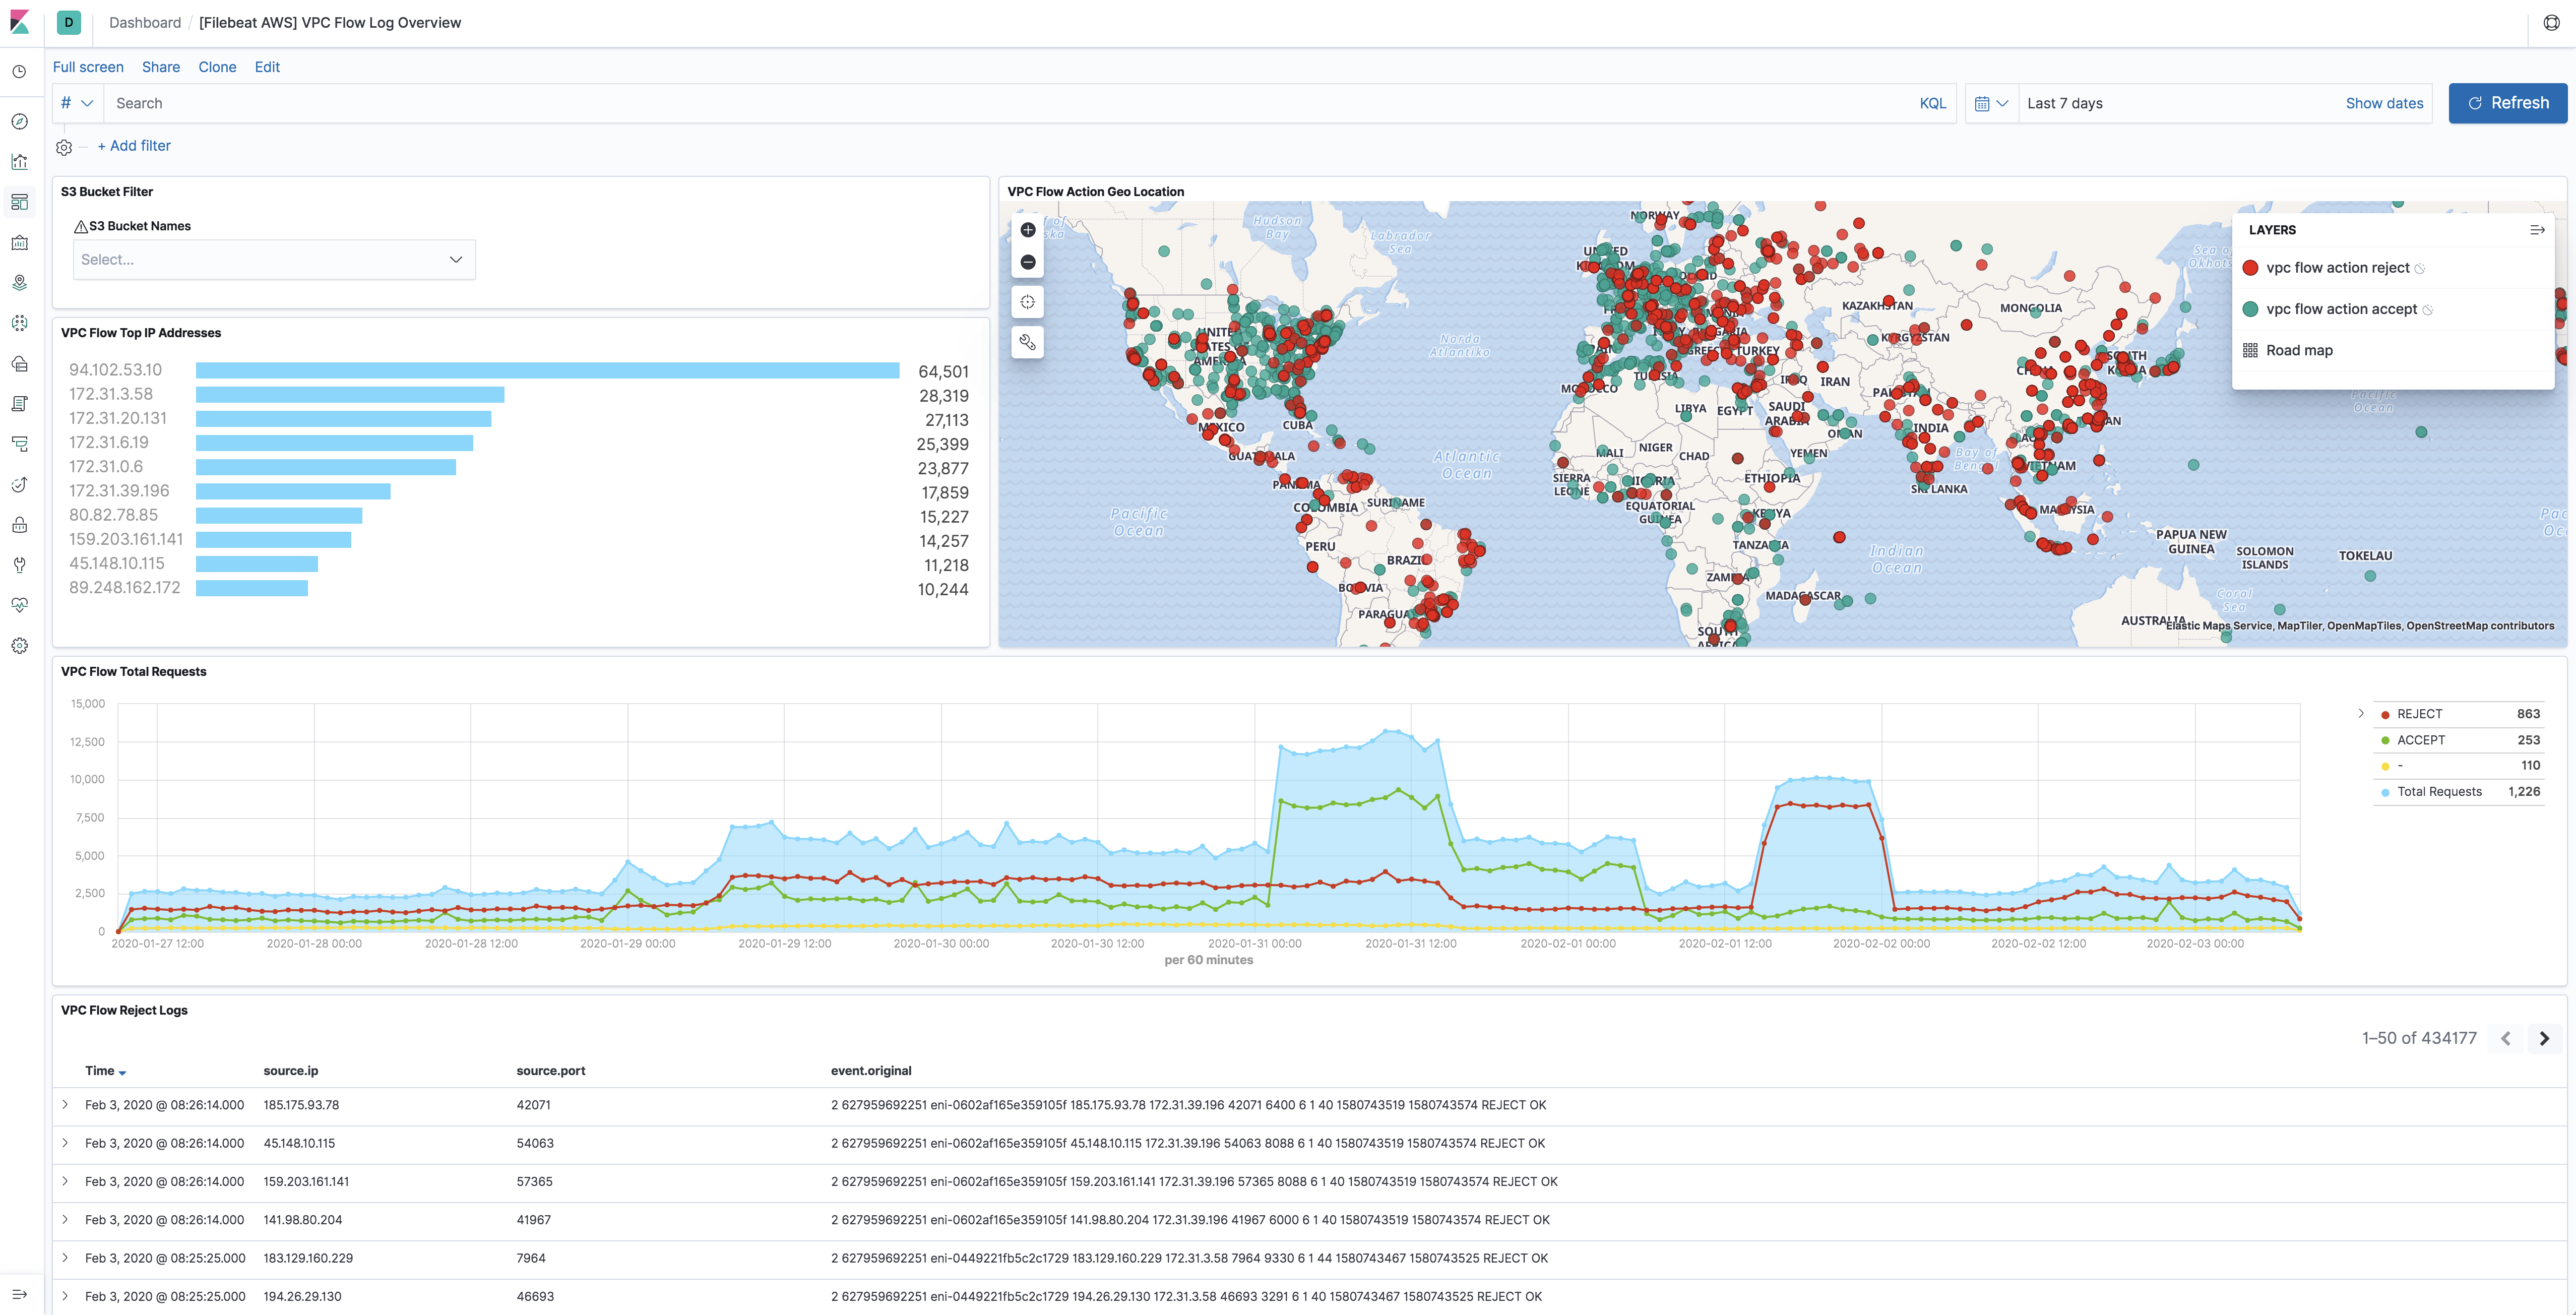 D Dashboard / [Filebeat AWS] VPC Flow Log Overview
Full screen Share Clone Edit
# Search KQL Last 7 days Show dates Refresh
+ Add filter
S3 Bucket Filter
S3 Bucket Names
Select...
VPC Flow Top IP Addresses
94.102.53.10 64,501
172.31.3.58 28,319
172.31.20.131 27,113
172.31.6.19 25,399
172.31.0.6 23,877
172.31.39.196 17,859
80.82.78.85 15,227
159.203.161.141 14,257
45.148.10.115 11,218
89.248.162.172 10,244
VPC Flow Action Geo Location
Hudson
Bay
Labrador
Sea
NORWAY
KAZAKHSTAN
MONGOLIA
KYRGYZSTAN
Norda
Atlantiko
TURKEY
IRAN
LIBYA
EGYPT
SAUDI
ARABIA
OMAN
INDIA
MEXICO
CUBA
GUATEMALA
MALI
NIGER
CHAD
YEMEN
Atlantic
Ocean
SIERRA
LEONE
ETHIOPIA
SRI LANKA
PANAMA
SURINAME
COLOMBIA
EQUATORIAL
GUINEA
KENYA
MALAYSIA
Pacific
Ocean
PERU
BRAZIL
TANZANIA
Indian
Ocean
PAPUA NEW
GUINEA
SOLOMON
ISLANDS
TOKELAU
BOLIVIA
MADAGASCAR
Coral
Sea
AUSTRALIA
LAYERS
vpc flow action reject
vpc flow action accept
Road map
Pacific
Ocean
Elastic Maps Service, MapTiler, OpenMapTiles, OpenStreetMap contributors
VPC Flow Total Requests
15,000
12,500
10,000
7,500
5,000
2,500
0
2020-01-27 12:00 2020-01-28 00:00 2020-01-28 12:00 2020-01-29 00:00 2020-01-29 12:00 2020-01-30 00:00 2020-01-30 12:00 2020-01-31 00:00 2020-01-31 12:00 2020-02-01 00:00 2020-02-01 12:00 2020-02-02 00:00 2020-02-02 12:00 2020-02-03 00:00
per 60 minutes
REJECT 863
ACCEPT 253
- 110
Total Requests 1,226
VPC Flow Reject Logs
1–50 of 434177
Time source.ip source.port event.original
Feb 3, 2020 @ 08:26:14.000 185.175.93.78 42071 2 627959692251 eni-0602af165e359105f 185.175.93.78 172.31.39.196 42071 6400 6 1 40 1580743519 1580743574 REJECT OK
Feb 3, 2020 @ 08:26:14.000 45.148.10.115 54063 2 627959692251 eni-0602af165e359105f 45.148.10.115 172.31.39.196 54063 8088 6 1 40 1580743519 1580743574 REJECT OK
Feb 3, 2020 @ 08:26:14.000 159.203.161.141 57365 2 627959692251 eni-0602af165e359105f 159.203.161.141 172.31.39.196 57365 8088 6 1 40 1580743519 1580743574 REJECT OK
Feb 3, 2020 @ 08:26:14.000 141.98.80.204 41967 2 627959692251 eni-0602af165e359105f 141.98.80.204 172.31.39.196 41967 6000 6 1 40 1580743519 1580743574 REJECT OK
Feb 3, 2020 @ 08:25:25.000 183.129.160.229 7964 2 627959692251 eni-0449221fb5c2c1729 183.129.160.229 172.31.3.58 7964 9330 6 1 44 1580743467 1580743525 REJECT OK
Feb 3, 2020 @ 08:25:25.000 194.26.29.130 46693 2 627959692251 eni-0449221fb5c2c1729 194.26.29.130 172.31.3.58 46693 3291 6 1 40 1580743467 1580743525 REJECT OK